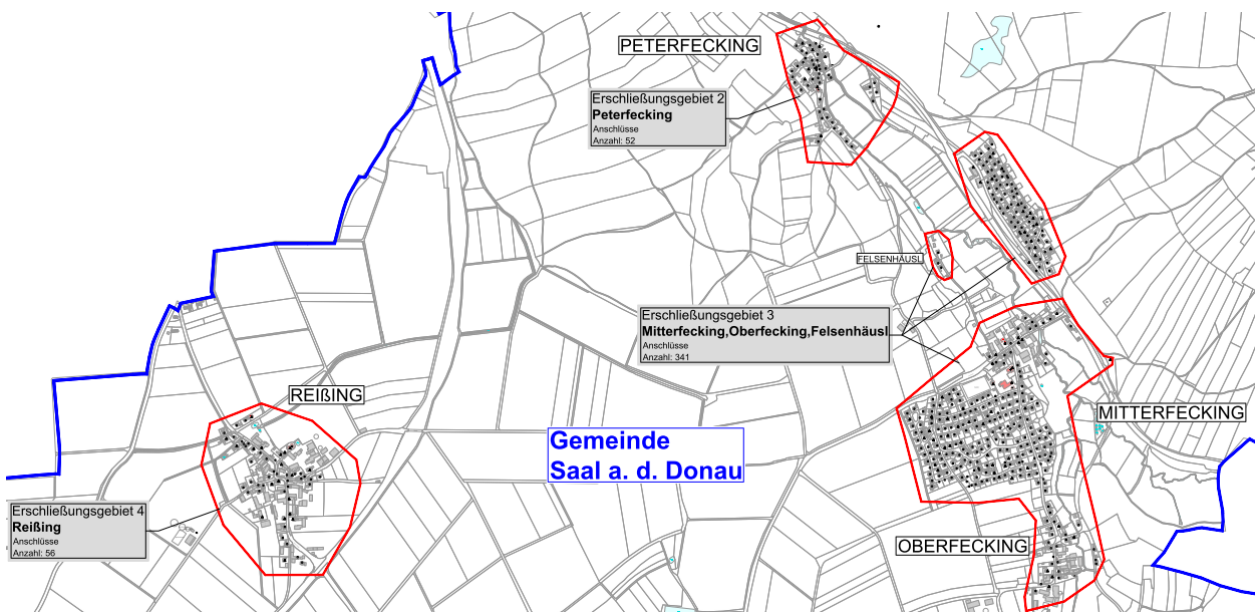 PETERFECKING
Erschließungsgebiet 2
Peterfecking
Anschlüsse
Anzahl: 52
FELSENHÄUSL
Erschließungsgebiet 3
Mitterfecking,Oberfecking,Felsenhäusl
Anschlüsse
Anzahl: 341
REIßING
MITTERFECKING
Gemeinde
Saal a. d. Donau
Erschließungsgebiet 4
Reißing
Anschlüsse
Anzahl: 56
OBERFECKING